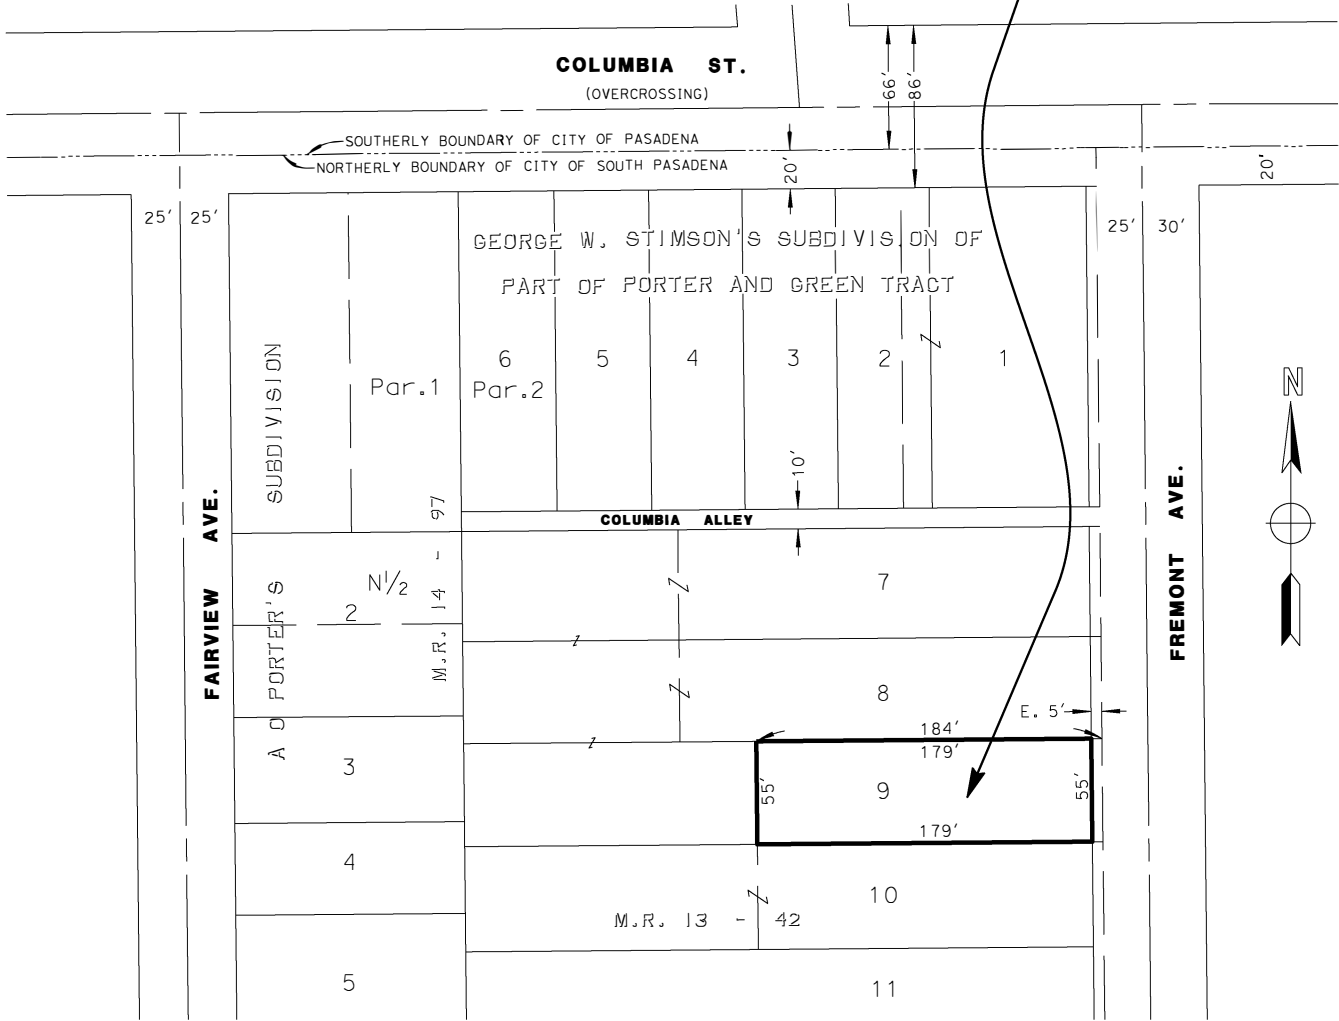 COLUMBIA ST.
(OVERCROSSING)
66'
86'
SOUTHERLY BOUNDARY OF CITY OF PASADENA
NORTHERLY BOUNDARY OF CITY OF SOUTH PASADENA
20'
20'
25' 25'
25' 30'
GEORGE W. STIMSON'S SUBDIVISION OF
PART OF PORTER AND GREEN TRACT
6 5 4 3 2 1
Par.1 Par.2
N
10'
COLUMBIA ALLEY
FAIRVIEW AVE.
A O PORTER'S SUBDIVISION
M.R. 14 - 97
FREMONT AVE.
N1/2
2
7
8
E. 5'
184'
179'
3
55'
9
55'
179'
4
10
M.R. 13 - 42
5
11